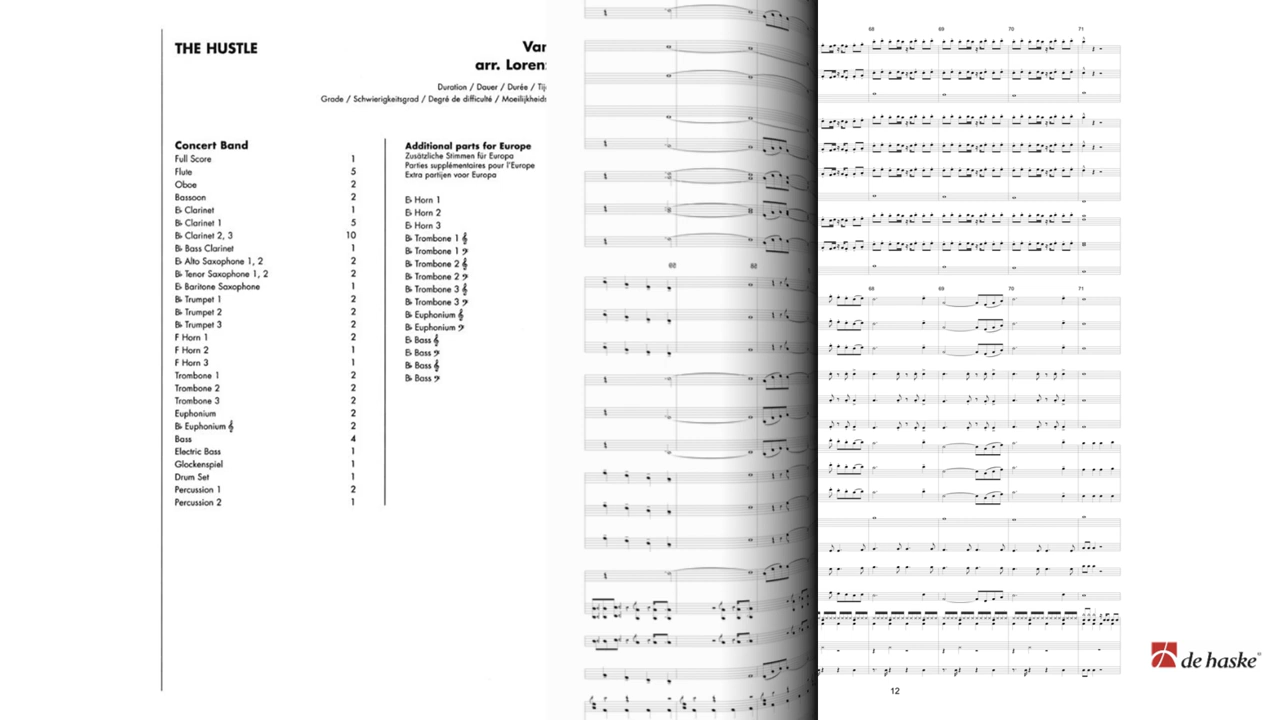 THE HUSTLE
Van
arr. Loren
Duration / Dauer / Durée / Tij
Grade / Schwierigkeitsgrad / Degré de difficulté / Moeilijkheids
Concert Band
Full Score 1
Flute 5
Oboe 2
Bassoon 2
E♭ Clarinet 1
B♭ Clarinet 1 5
B♭ Clarinet 2, 3 10
B♭ Bass Clarinet 1
E♭ Alto Saxophone 1, 2 2
B♭ Tenor Saxophone 1, 2 2
E♭ Baritone Saxophone 1
B♭ Trumpet 1 2
B♭ Trumpet 2 2
B♭ Trumpet 3 2
F Horn 1 2
F Horn 2 1
F Horn 3 1
Trombone 1 2
Trombone 2 2
Trombone 3 2
Euphonium 2
B♭ Euphonium 𝄞 2
Bass 4
Electric Bass 1
Glockenspiel 1
Drum Set 1
Percussion 1 2
Percussion 2 1
Additional parts for Europe
Zusätzliche Stimmen für Europa
Parties supplémentaires pour l'Europe
Extra partijen voor Europa
E♭ Horn 1
E♭ Horn 2
E♭ Horn 3
B♭ Trombone 1 𝄞
B♭ Trombone 1 𝄢
B♭ Trombone 2 𝄞
B♭ Trombone 2 𝄢
B♭ Trombone 3 𝄞
B♭ Trombone 3 𝄢
B♭ Euphonium 𝄞
B♭ Euphonium 𝄢
E♭ Bass 𝄞
E♭ Bass 𝄢
B♭ Bass 𝄞
B♭ Bass 𝄢
68 69 70 71
68 69 70 71
12
de haske